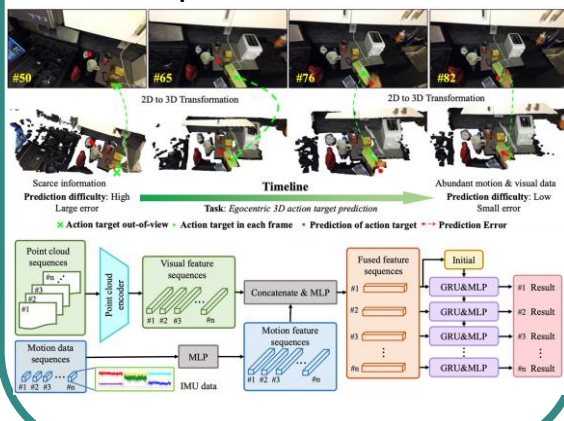 #50
#65
#76
#82
2D to 3D Transformation
2D to 3D Transformation
Scarce information
Prediction difficulty: High
Large error
Timeline
Task: Egocentric 3D action target prediction
Abundant motion & visual data
Prediction difficulty: Low
Small error
Action target out-of-view
Action target in each frame
Prediction of action target
Prediction Error
Point cloud
sequences
#n
#3
#2
#1
Point cloud
encoder
Visual feature
sequences
#1 #2 #3 #n
Concatenate & MLP
Fused feature
sequences
#1
#2
#3
#n
Initial
GRU&MLP
GRU&MLP
GRU&MLP
GRU&MLP
#1 Result
#2 Result
#3 Result
#n Result
Motion data
sequences
#1 #2 #3 #n
IMU data
MLP
Motion feature
sequences
#1 #2 #3 #n